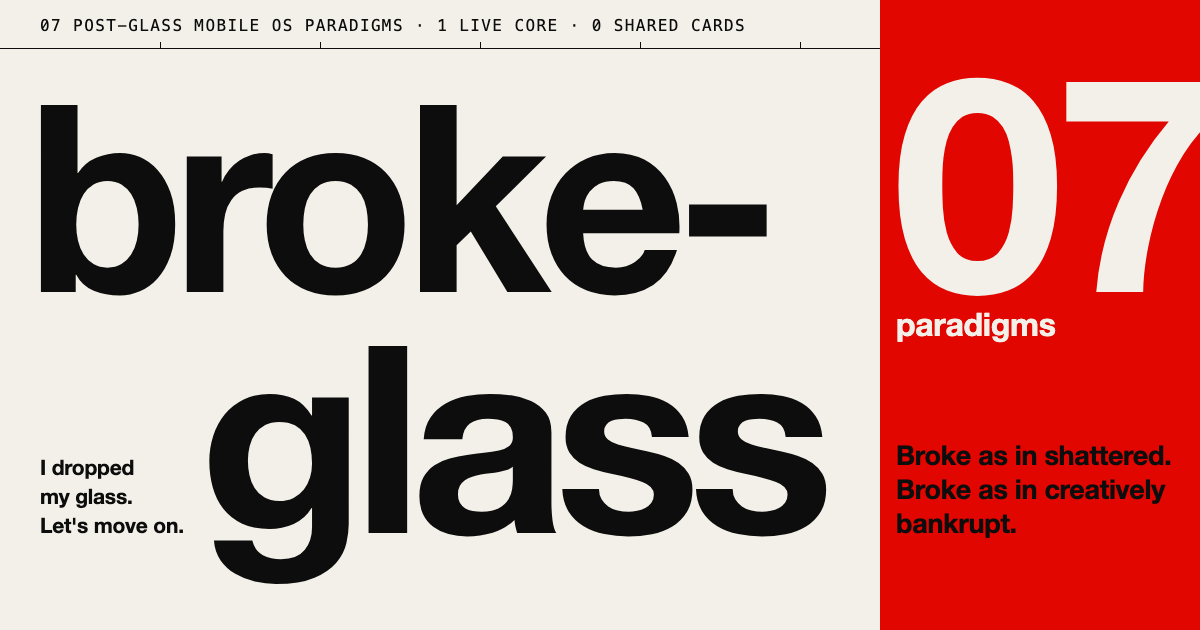 07 POST–GLASS MOBILE OS PARADIGMS · 1 LIVE CORE · 0 SHARED CARDS
broke-
glass
I dropped
my glass.
Let's move on.
07
paradigms
Broke as in shattered.
Broke as in creatively
bankrupt.